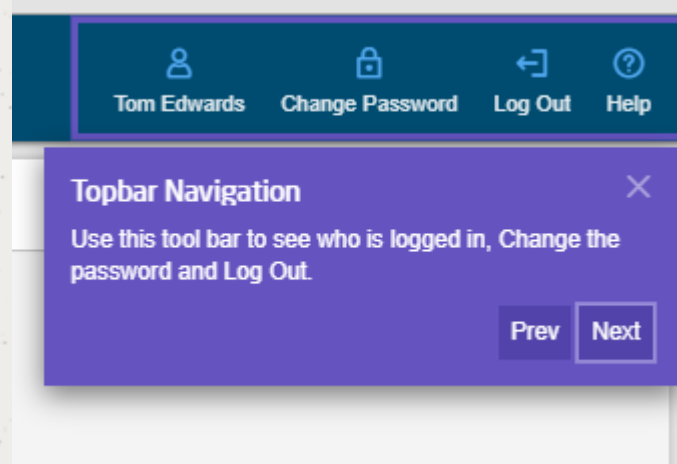 Tom Edwards Change Password Log Out Help
Topbar Navigation
Use this tool bar to see who is logged in, Change the
password and Log Out.
Prev Next